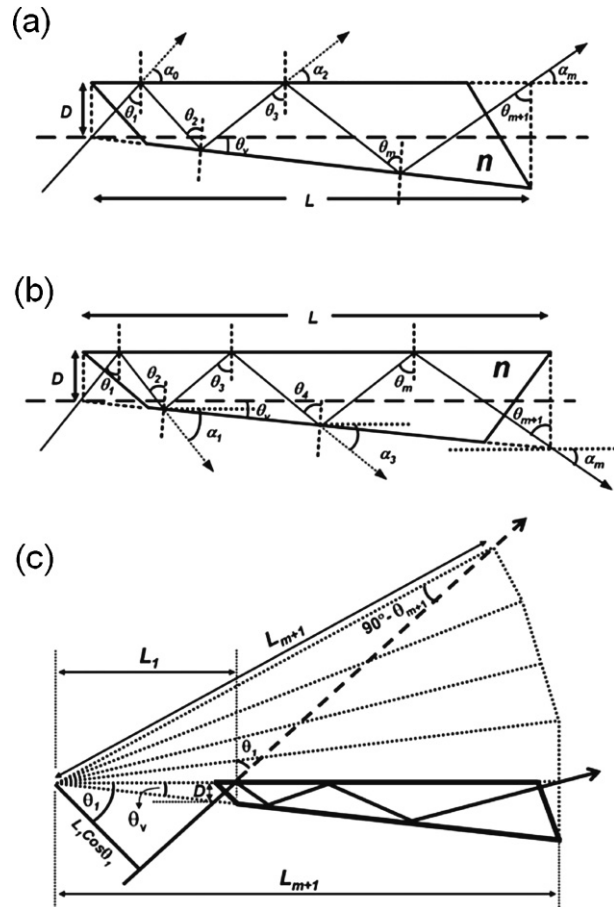 (a)
α₀ α₂ αₘ
D θ₁ θ₂ θ₃ θₘ₊₁
θᵥ θₘ n
L
(b)
L
D θ₁ θ₂ θ₃ θ₄ θₘ n
θᵥ θₘ₊₁
α₁ α₃ αₘ
(c)
Lₘ₊₁ 90°-θₘ₊₁
L₁
θ₁
θ₁ D
θᵥ
L₁Cosθ₁
Lₘ₊₁